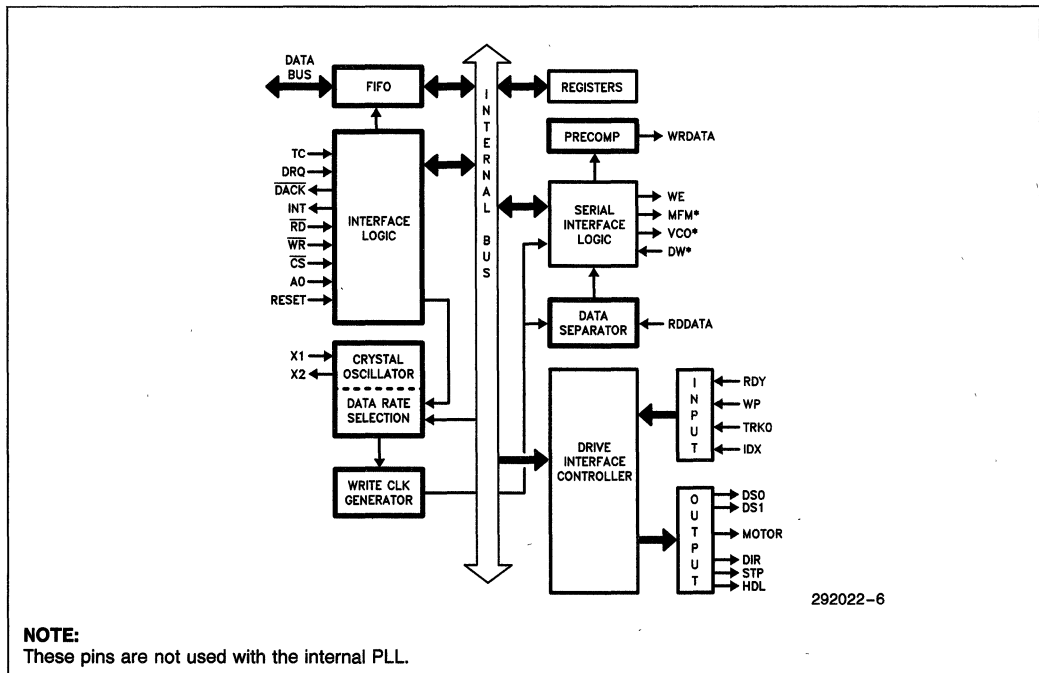 DATA
BUS
FIFO
REGISTERS
INTERNAL BUS
PRECOMP
WRDATA
TC
DRQ
DACK
INT
RD
WR
CS
A0
RESET
INTERFACE
LOGIC
SERIAL
INTERFACE
LOGIC
WE
MFM*
VCO*
DW*
DATA
SEPARATOR
RDDATA
X1
X2
CRYSTAL
OSCILLATOR
DATA RATE
SELECTION
WRITE CLK
GENERATOR
DRIVE
INTERFACE
CONTROLLER
INPUT
RDY
WP
TRK0
IDX
OUTPUT
DS0
DS1
MOTOR
DIR
STP
HDL
292022-6
NOTE:
These pins are not used with the internal PLL.